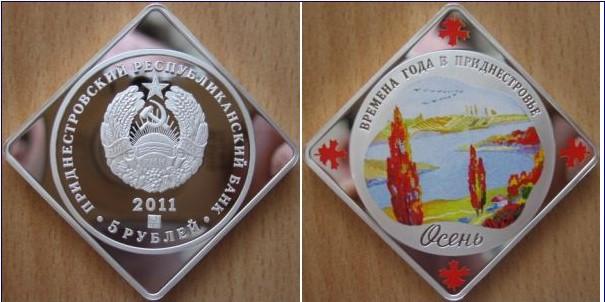 ПРИДНЕСТРОВСКИЙ РЕСПУБЛИКАНСКИЙ БАНК
2011
• 5 РУБЛЕЙ •
ВРЕМЕНА ГОДА В ПРИДНЕСТРОВЬЕ
Осень